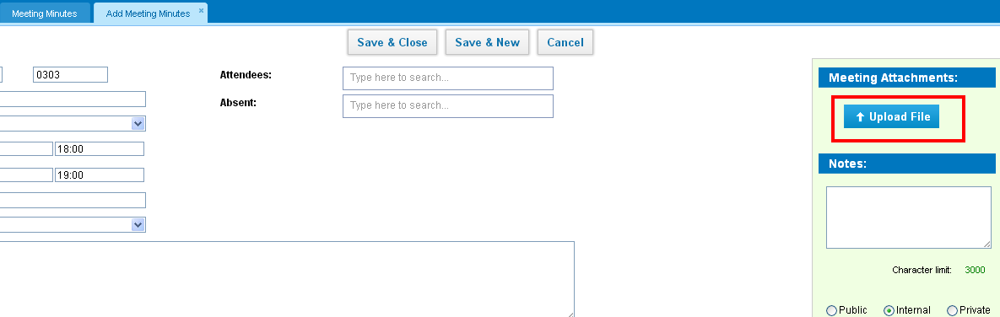 Meeting Minutes
Add Meeting Minutes ×
Save & Close
Save & New
Cancel
0303
Attendees:
Type here to search...
Absent:
Type here to search...
18:00
19:00
Meeting Attachments:
Upload File
Notes:
Character limit: 3000
Public
Internal
Private